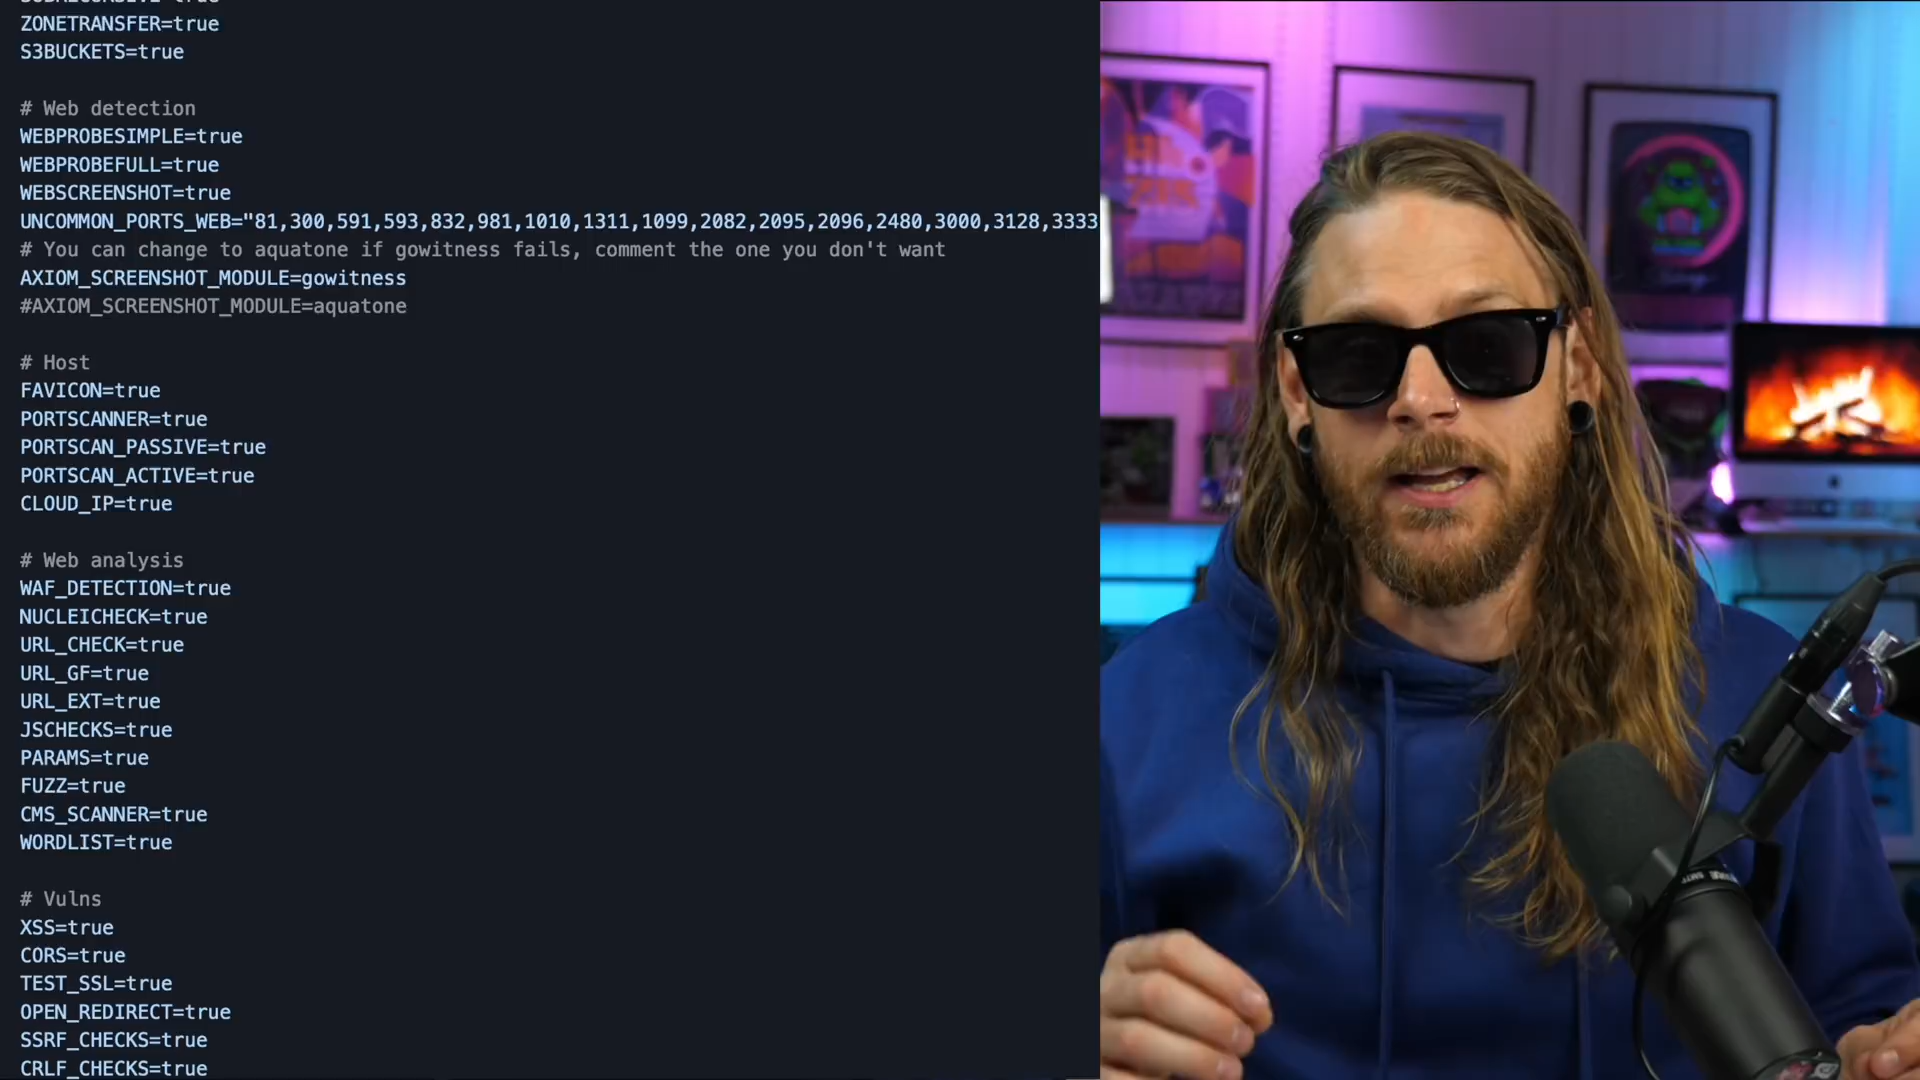 ZONETRANSFER=true
S3BUCKETS=true
# Web detection
WEBPROBESIMPLE=true
WEBPROBEFULL=true
WEBSCREENSHOT=true
UNCOMMON_PORTS_WEB="81,300,591,593,832,981,1010,1311,1099,2082,2095,2096,2480,3000,3128,3333
# You can change to aquatone if gowitness fails, comment the one you don't want
AXIOM_SCREENSHOT_MODULE=gowitness
#AXIOM_SCREENSHOT_MODULE=aquatone
# Host
FAVICON=true
PORTSCANNER=true
PORTSCAN_PASSIVE=true
PORTSCAN_ACTIVE=true
CLOUD_IP=true
# Web analysis
WAF_DETECTION=true
NUCLEICHECK=true
URL_CHECK=true
URL_GF=true
URL_EXT=true
JSCHECKS=true
PARAMS=true
FUZZ=true
CMS_SCANNER=true
WORDLIST=true
# Vulns
XSS=true
CORS=true
TEST_SSL=true
OPEN_REDIRECT=true
SSRF_CHECKS=true
CRLF_CHECKS=true